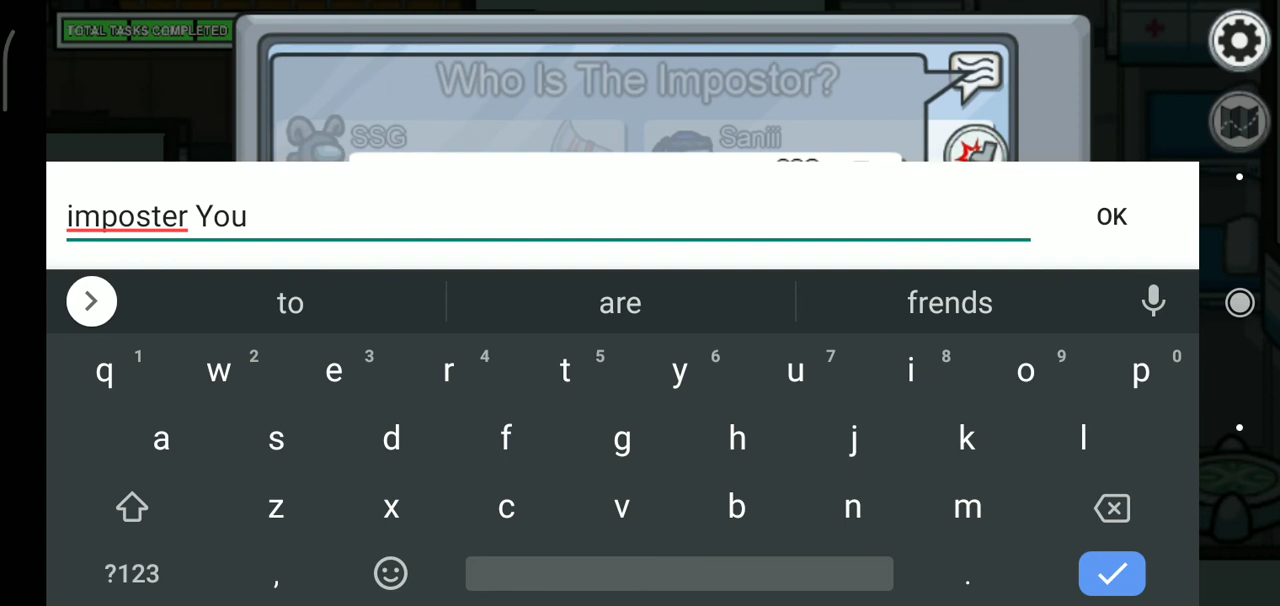 TOTAL TASKS COMPLETED
Who Is The Impostor?
SSG
Saniii
imposter You
OK
to are frends
q 1 w 2 e 3 r 4 t 5 y 6 u 7 i 8 o 9 p 0
a s d f g h j k l
z x c v b n m
?123 , .